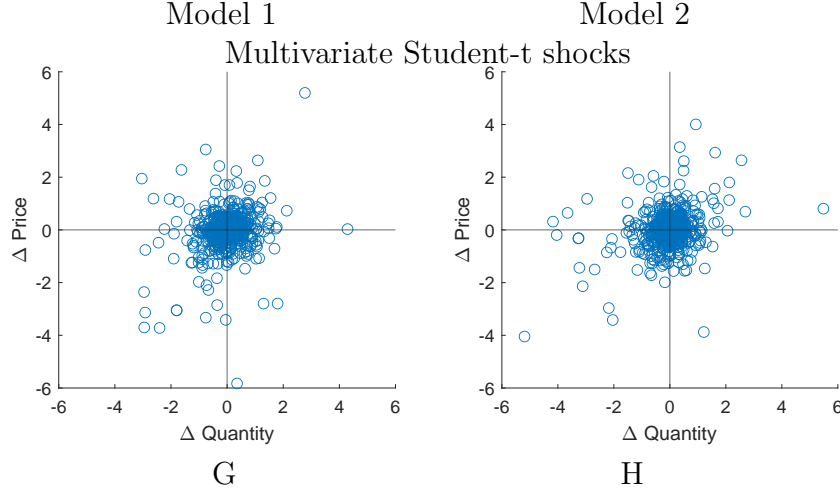 Model 1 Model 2
Multivariate Student-t shocks
6 6
4 4
2 2
Δ Price 0 Δ Price 0
-2 -2
-4 -4
-6 -6
-6 -4 -2 0 2 4 6 -6 -4 -2 0 2 4 6
Δ Quantity Δ Quantity
G H